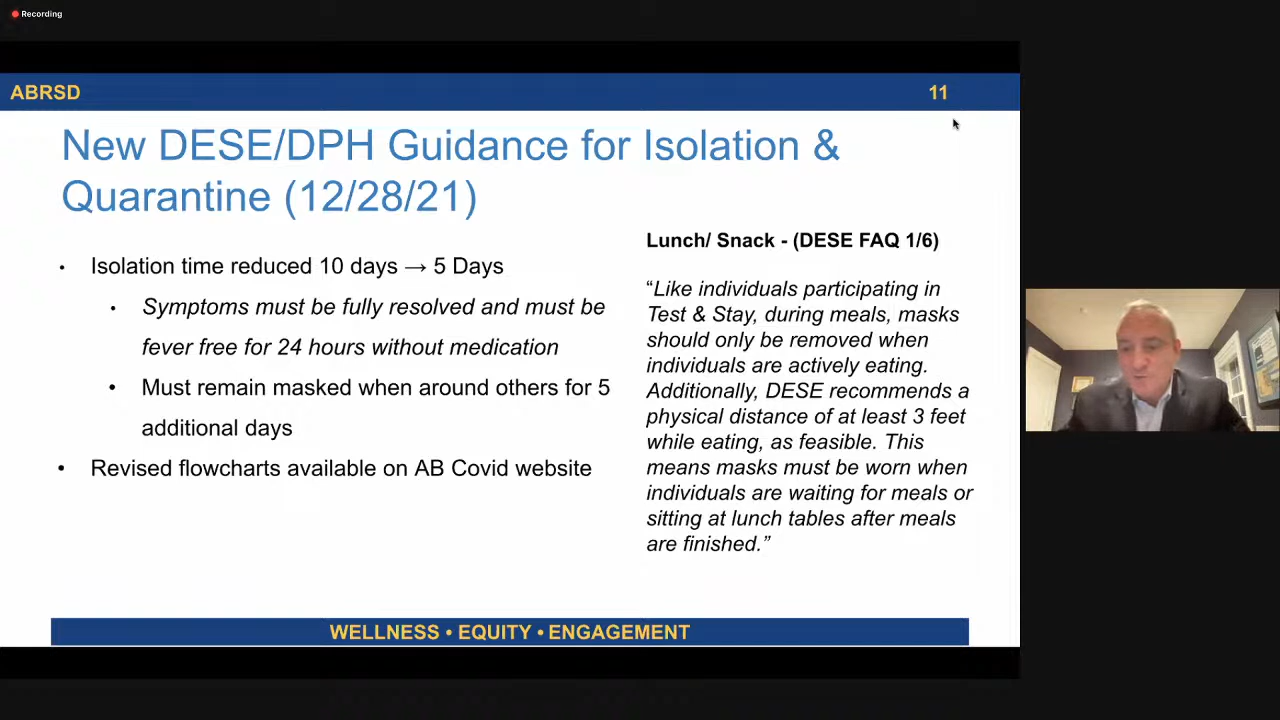 Recording
ABRSD
11
New DESE/DPH Guidance for Isolation &
Quarantine (12/28/21)
• Isolation time reduced 10 days → 5 Days
• Symptoms must be fully resolved and must be
fever free for 24 hours without medication
• Must remain masked when around others for 5
additional days
• Revised flowcharts available on AB Covid website
Lunch/ Snack - (DESE FAQ 1/6)
“Like individuals participating in
Test & Stay, during meals, masks
should only be removed when
individuals are actively eating.
Additionally, DESE recommends a
physical distance of at least 3 feet
while eating, as feasible. This
means masks must be worn when
individuals are waiting for meals or
sitting at lunch tables after meals
are finished.”
WELLNESS • EQUITY • ENGAGEMENT